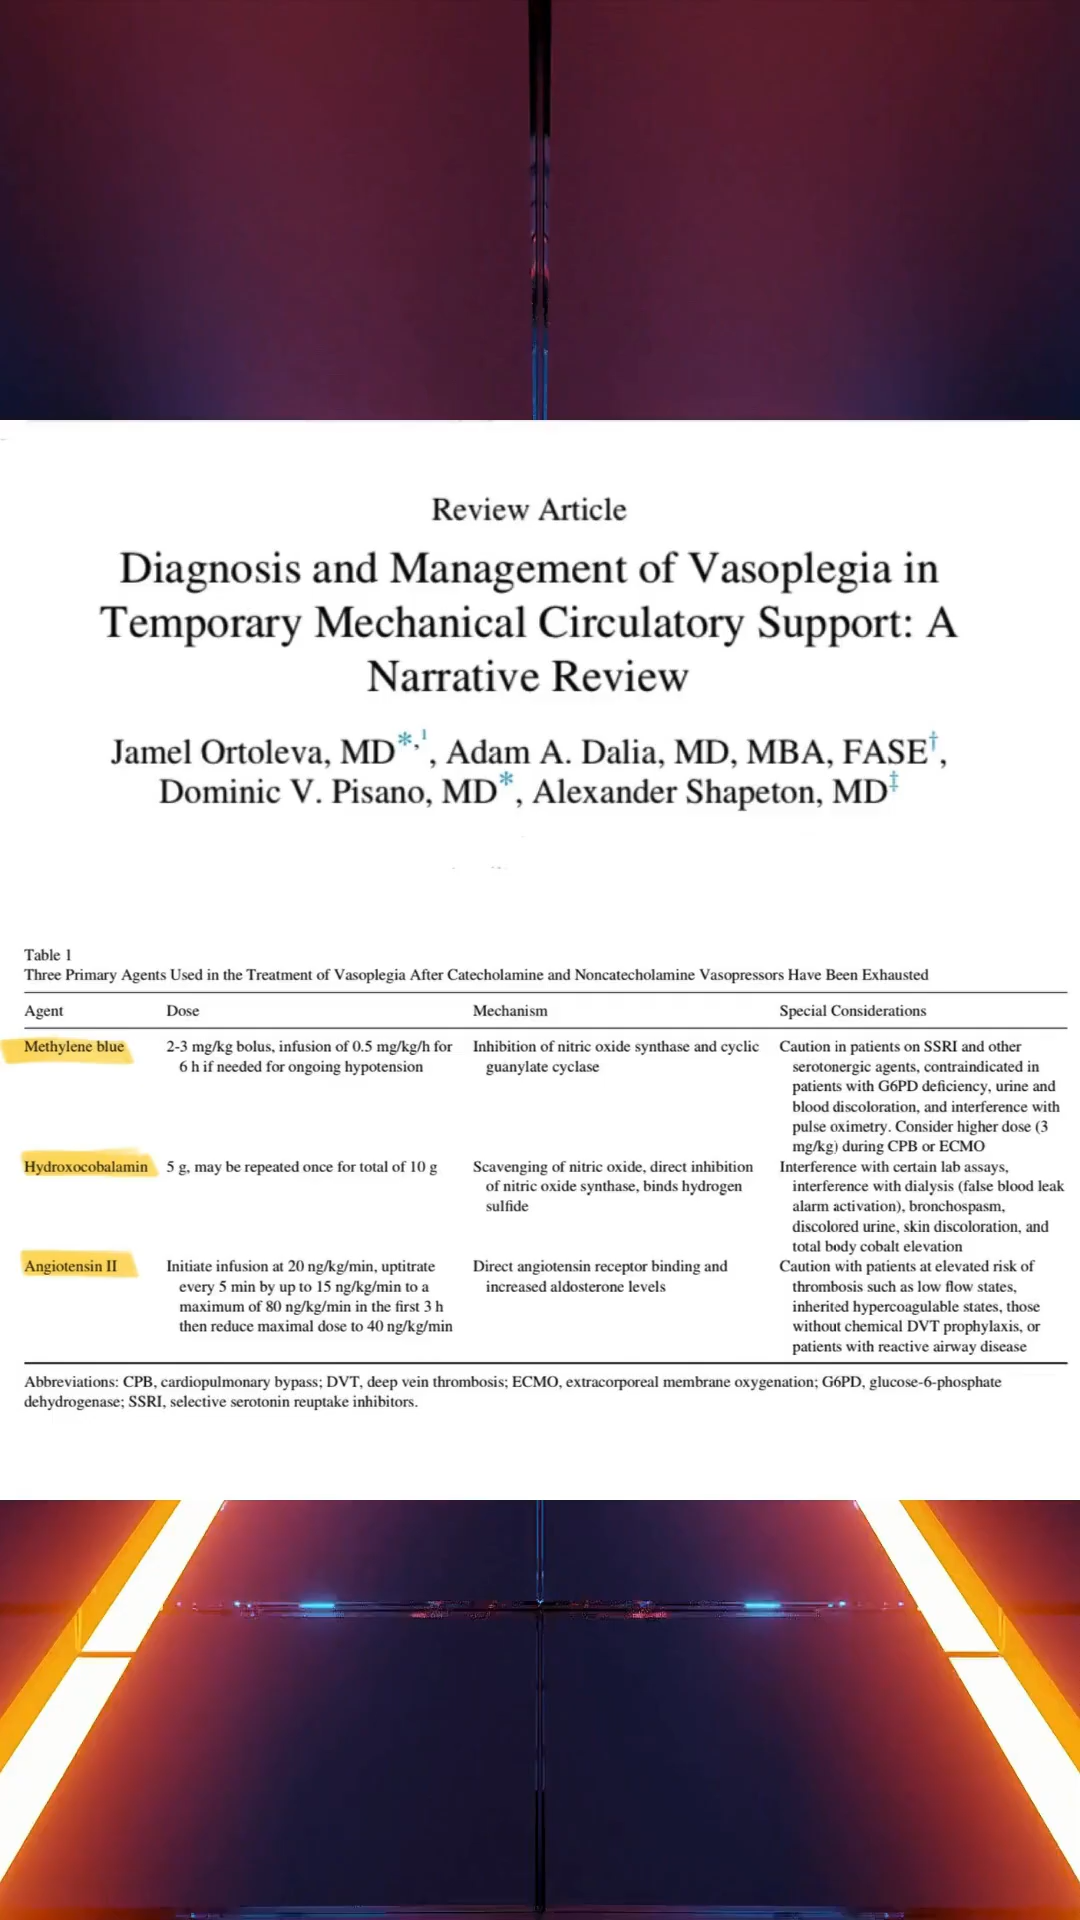 Review Article
Diagnosis and Management of Vasoplegia in
Temporary Mechanical Circulatory Support: A
Narrative Review
Jamel Ortoleva, MD*,1, Adam A. Dalia, MD, MBA, FASE†,
Dominic V. Pisano, MD*, Alexander Shapeton, MD‡
Table 1
Three Primary Agents Used in the Treatment of Vasoplegia After Catecholamine and Noncatecholamine Vasopressors Have Been Exhausted
Agent Dose Mechanism Special Considerations
Methylene blue 2-3 mg/kg bolus, infusion of 0.5 mg/kg/h for Inhibition of nitric oxide synthase and cyclic Caution in patients on SSRI and other
6 h if needed for ongoing hypotension guanylate cyclase serotonergic agents, contraindicated in
patients with G6PD deficiency, urine and
blood discoloration, and interference with
pulse oximetry. Consider higher dose (3
mg/kg) during CPB or ECMO
Hydroxocobalamin 5 g, may be repeated once for total of 10 g Scavenging of nitric oxide, direct inhibition Interference with certain lab assays,
of nitric oxide synthase, binds hydrogen interference with dialysis (false blood leak
sulfide alarm activation), bronchospasm,
discolored urine, skin discoloration, and
total body cobalt elevation
Angiotensin II Initiate infusion at 20 ng/kg/min, uptitrate Direct angiotensin receptor binding and Caution with patients at elevated risk of
every 5 min by up to 15 ng/kg/min to a increased aldosterone levels thrombosis such as low flow states,
maximum of 80 ng/kg/min in the first 3 h inherited hypercoagulable states, those
then reduce maximal dose to 40 ng/kg/min without chemical DVT prophylaxis, or
patients with reactive airway disease
Abbreviations: CPB, cardiopulmonary bypass; DVT, deep vein thrombosis; ECMO, extracorporeal membrane oxygenation; G6PD, glucose-6-phosphate
dehydrogenase; SSRI, selective serotonin reuptake inhibitors.